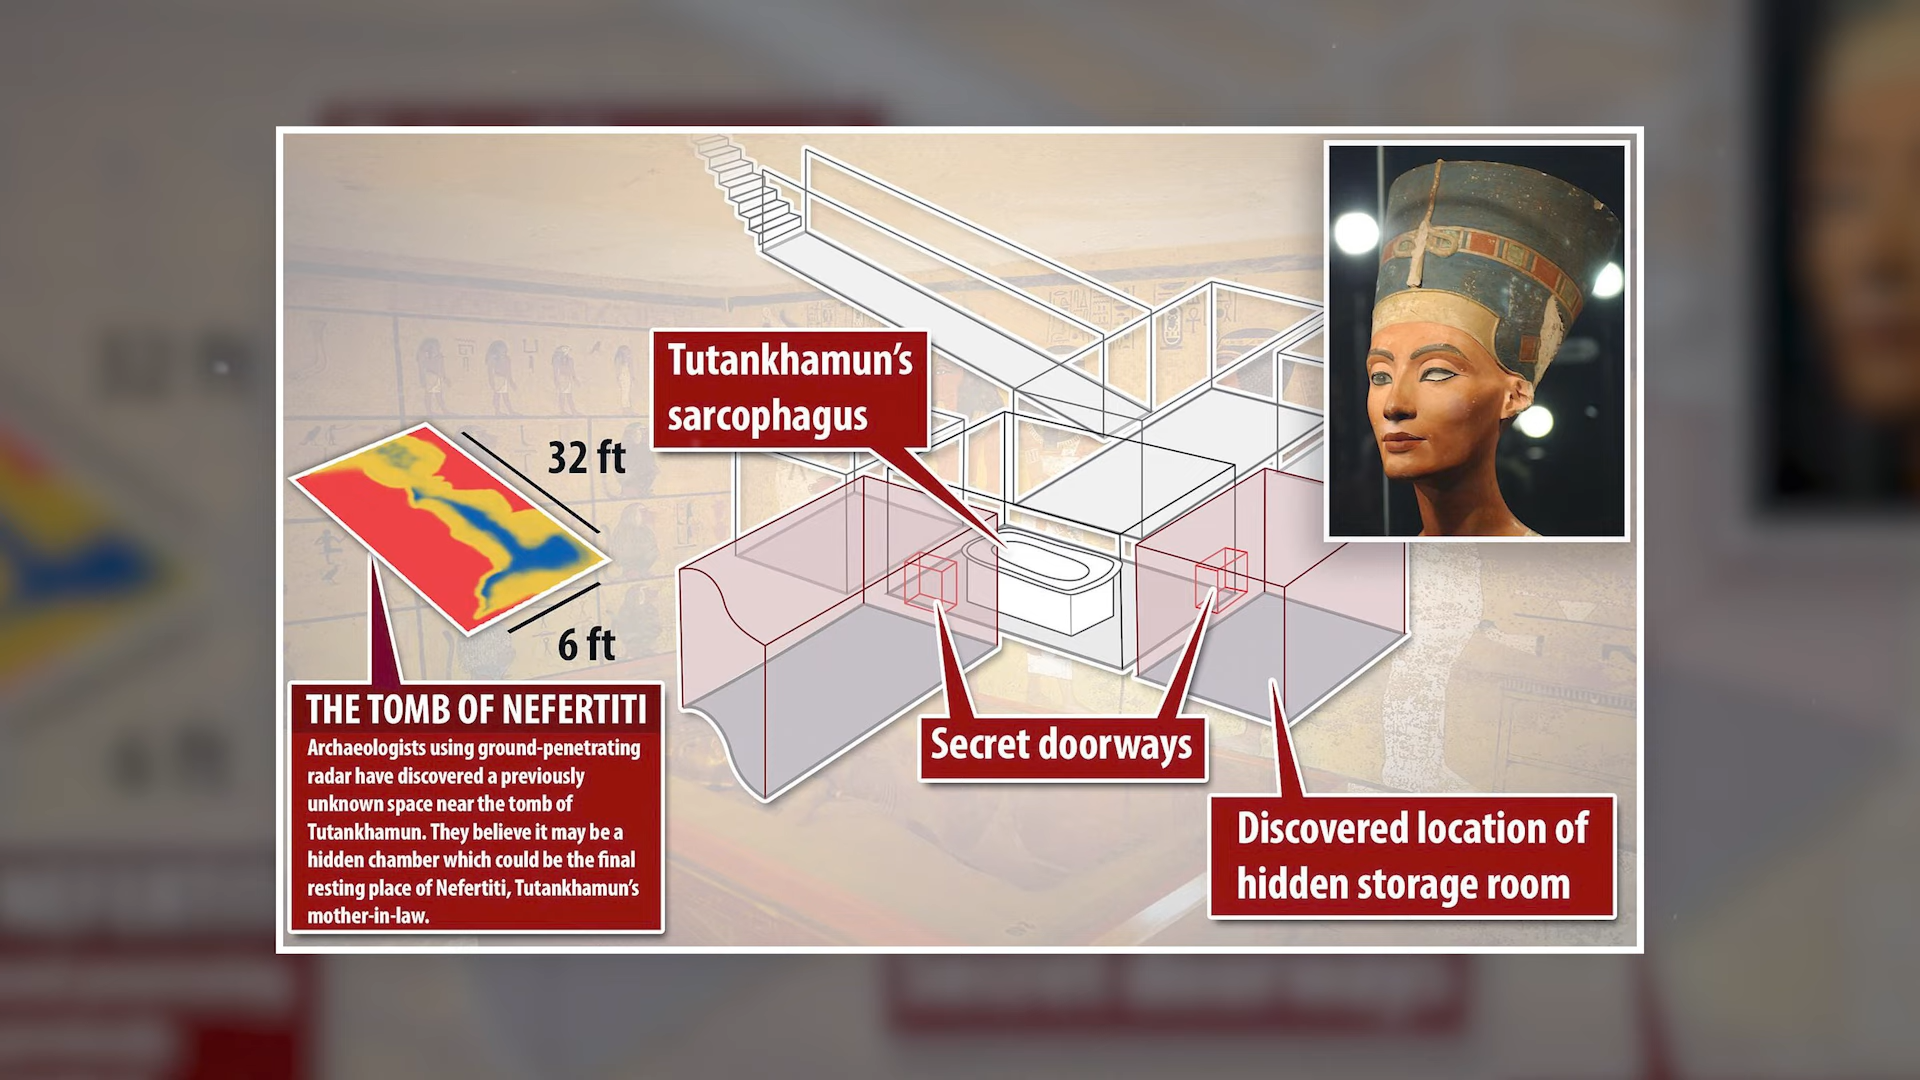 Tutankhamun's
sarcophagus
32 ft
6 ft
THE TOMB OF NEFERTITI
Archaeologists using ground-penetrating
radar have discovered a previously
unknown space near the tomb of
Tutankhamun. They believe it may be a
hidden chamber which could be the final
resting place of Nefertiti, Tutankhamun's
mother-in-law.
Secret doorways
Discovered location of
hidden storage room